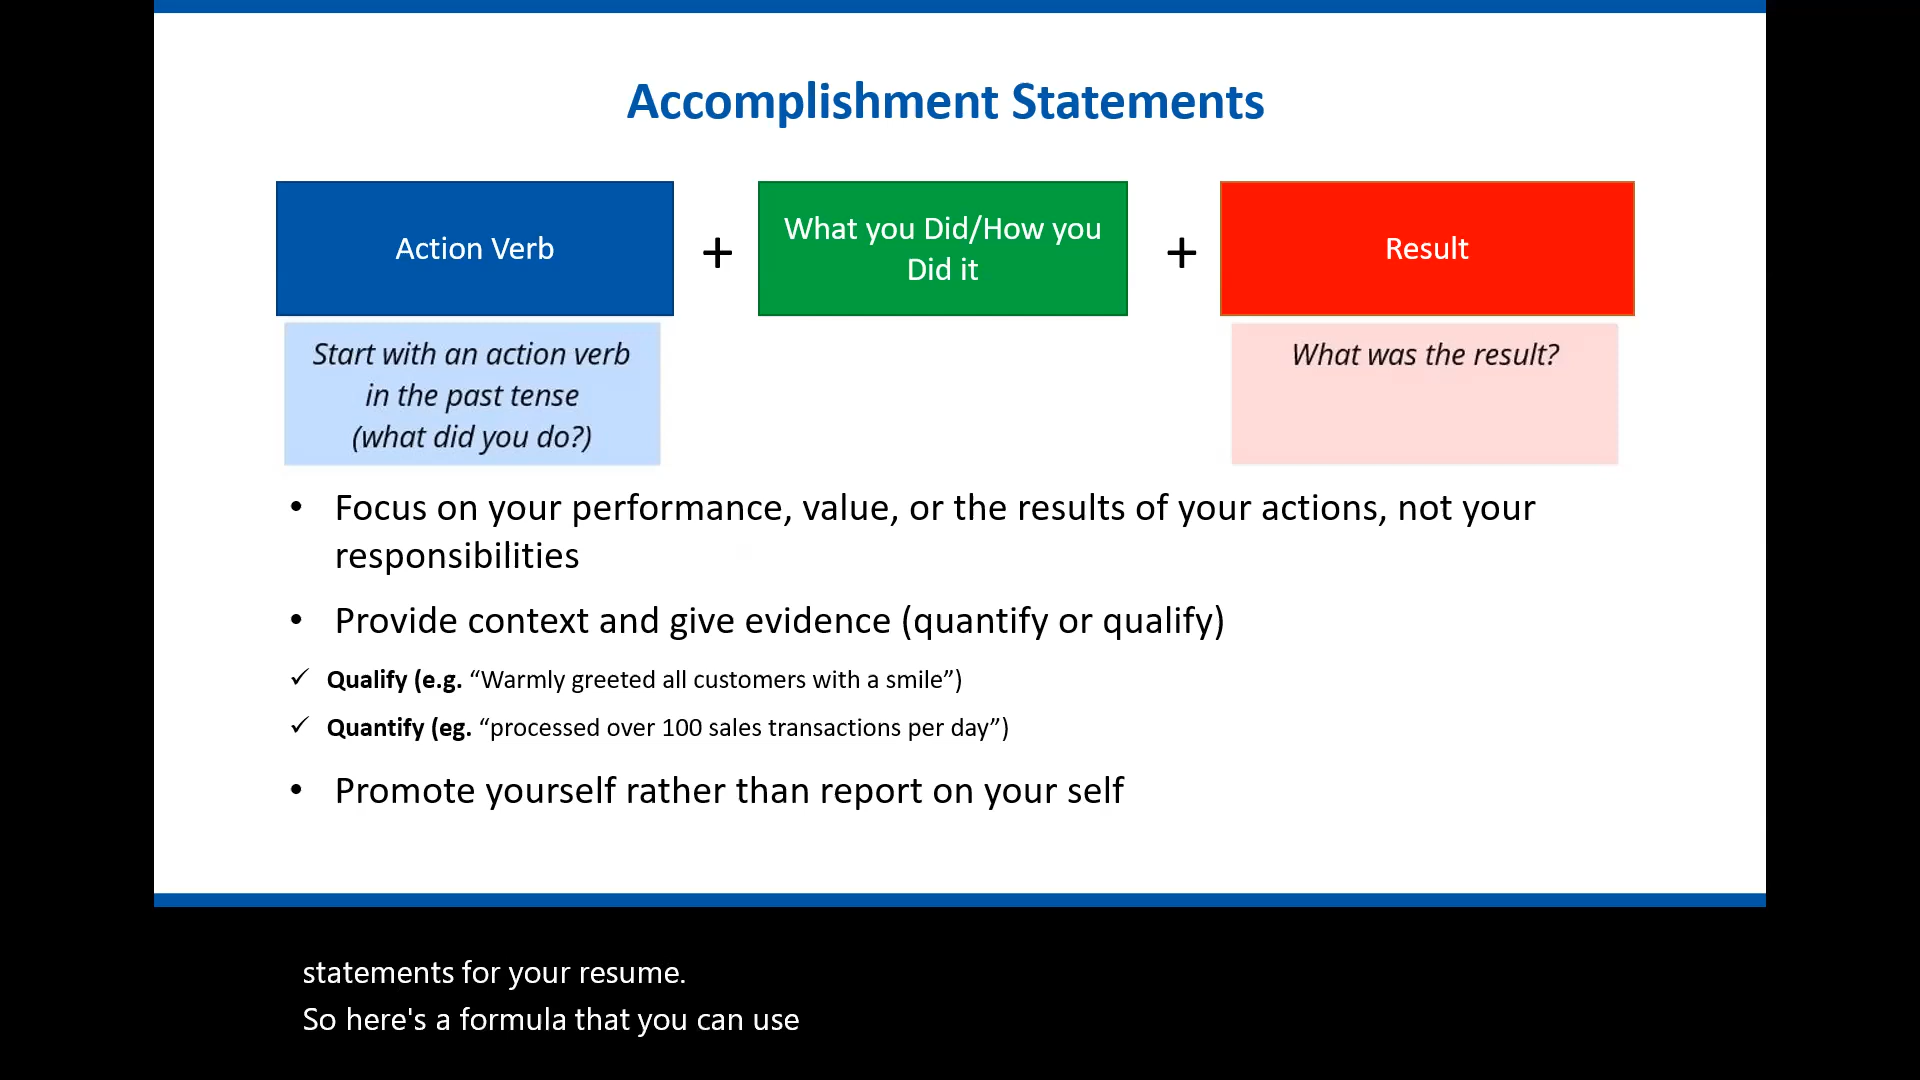 Accomplishment Statements
Action Verb
+
What you Did/How you
Did it
+
Result
Start with an action verb
in the past tense
(what did you do?)
What was the result?
• Focus on your performance, value, or the results of your actions, not your
responsibilities
• Provide context and give evidence (quantify or qualify)
✓ Qualify (e.g. “Warmly greeted all customers with a smile”)
✓ Quantify (eg. “processed over 100 sales transactions per day”)
• Promote yourself rather than report on your self
statements for your resume.
So here's a formula that you can use